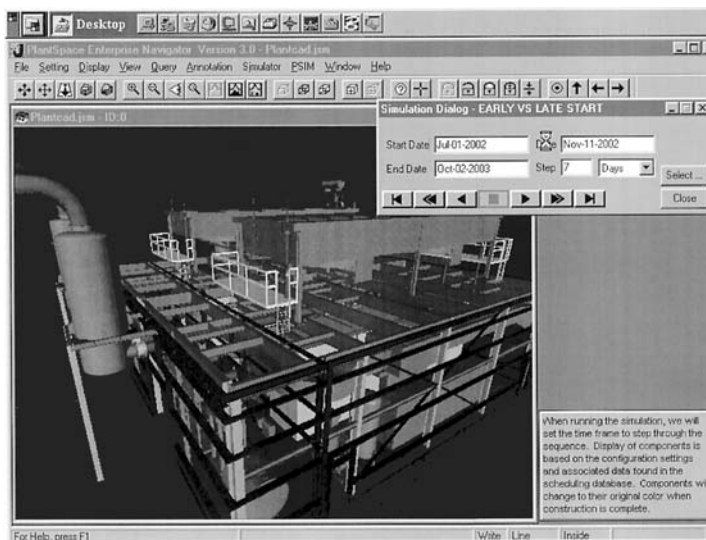 Desktop
PlantSpace Enterprise Navigator Version 3.0 - Plantcad.jsm
File Setting Display View Query Annotation Simulator PSIM Window Help
Plantcad.jsm - ID:0
Simulation Dialog - EARLY VS LATE START
Start Date Jul-01-2002 Nov-11-2002
End Date Oct-02-2003 Step 7 Days
Select ...
Close
When running the simulation, we will
set the time frame to step through the
sequence. Display of components is
based on the configuration settings
and associated data found in the
scheduling database. Components wi
change to their original color when
construction is complete.
For Help, press F1 Write Line Inside